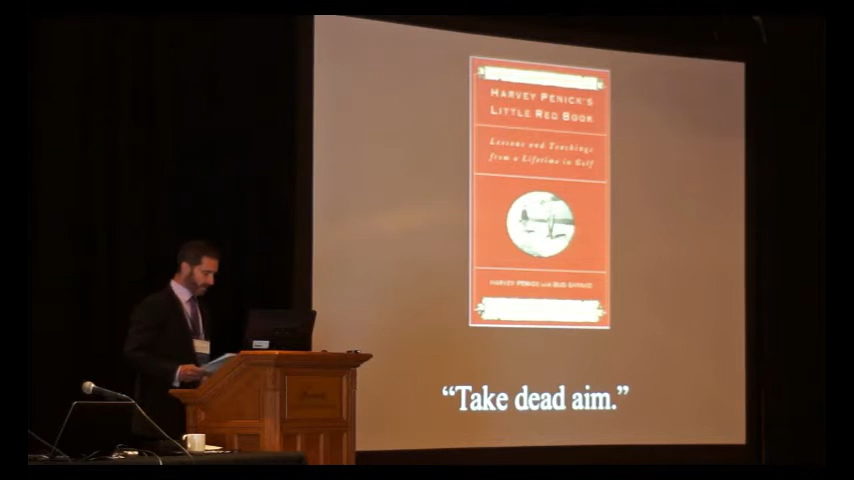 HARVEY PENICK'S
LITTLE RED BOOK
Lessons and Teachings
from a Lifetime in Golf
HARVEY PENICK AND BUD SHRAKE
“Take dead aim.”